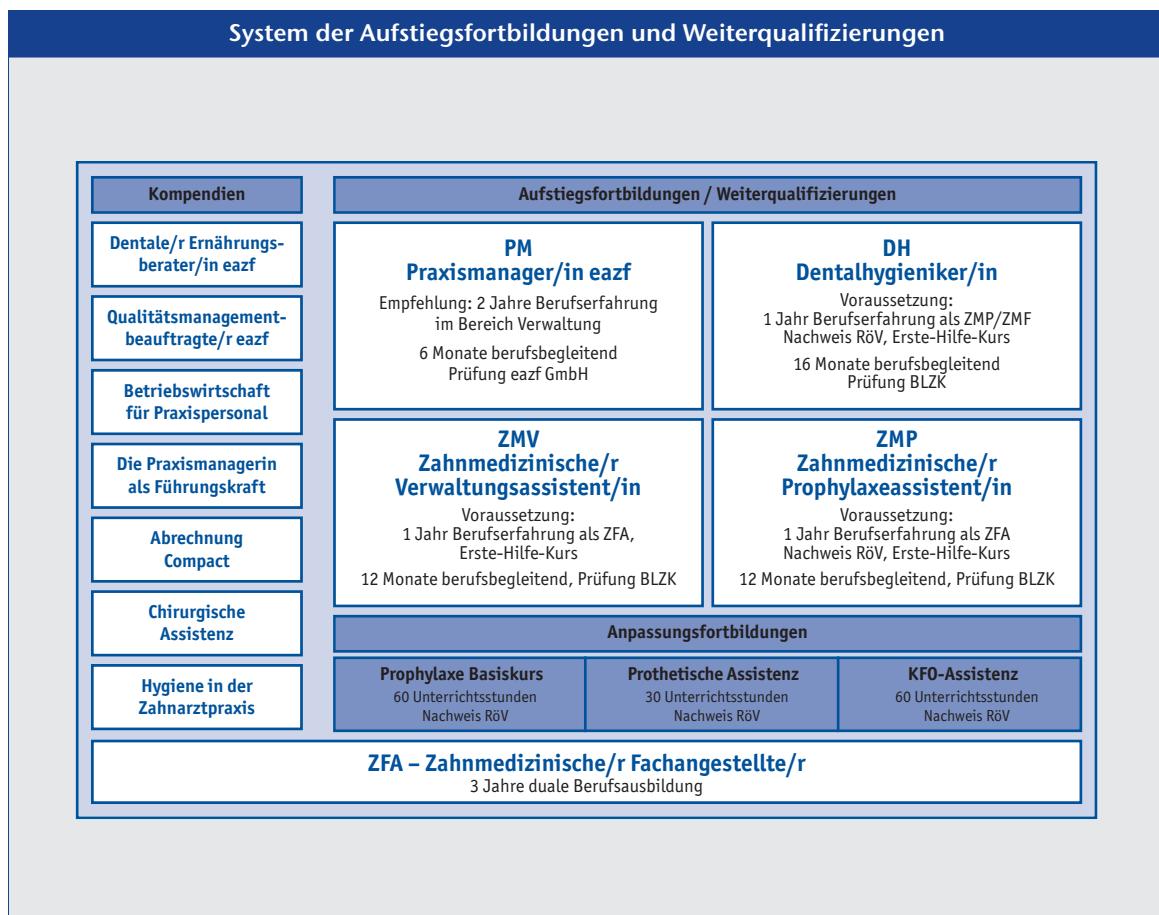 System der Aufstiegsfortbildungen und Weiterqualifizierungen
Kompendien
Dentale/r Ernährungs-
berater/in eazf
Qualitätsmanagement-
beauftragte/r eazf
Betriebswirtschaft
für Praxispersonal
Die Praxismanagerin
als Führungskraft
Abrechnung
Compact
Chirurgische
Assistenz
Hygiene in der
Zahnarztpraxis
Aufstiegsfortbildungen / Weiterqualifizierungen
PM
Praxismanager/in eazf
Empfehlung: 2 Jahre Berufserfahrung
im Bereich Verwaltung
6 Monate berufsbegleitend
Prüfung eazf GmbH
DH
Dentalhygieniker/in
Voraussetzung:
1 Jahr Berufserfahrung als ZMP/ZMF
Nachweis RöV, Erste-Hilfe-Kurs
16 Monate berufsbegleitend
Prüfung BLZK
ZMV
Zahnmedizinische/r
Verwaltungsassistent/in
Voraussetzung:
1 Jahr Berufserfahrung als ZFA,
Erste-Hilfe-Kurs
12 Monate berufsbegleitend, Prüfung BLZK
ZMP
Zahnmedizinische/r
Prophylaxeassistent/in
Voraussetzung:
1 Jahr Berufserfahrung als ZFA
Nachweis RöV, Erste-Hilfe-Kurs
12 Monate berufsbegleitend, Prüfung BLZK
Anpassungsfortbildungen
Prophylaxe Basiskurs
60 Unterrichtsstunden
Nachweis RöV
Prothetische Assistenz
30 Unterrichtsstunden
Nachweis RöV
KFO-Assistenz
60 Unterrichtsstunden
Nachweis RöV
ZFA – Zahnmedizinische/r Fachangestellte/r
3 Jahre duale Berufsausbildung